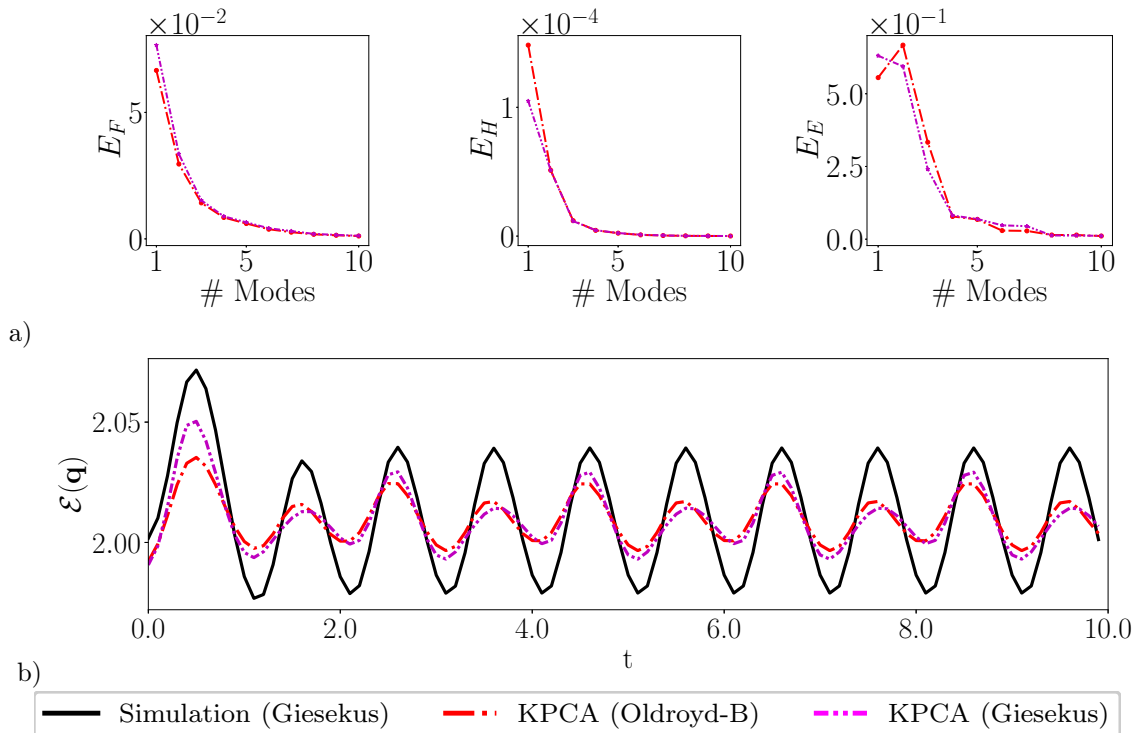 ×10⁻² ×10⁻⁴ ×10⁻¹
5
0
E_F
1 5 10
# Modes
1
0
E_H
1 5 10
# Modes
5.0
2.5
0.0
E_E
1 5 10
# Modes
a)
2.05
2.00
ℰ(q)
0.0 2.0 4.0 6.0 8.0 10.0
t
b)
Simulation (Giesekus) KPCA (Oldroyd-B) KPCA (Giesekus)